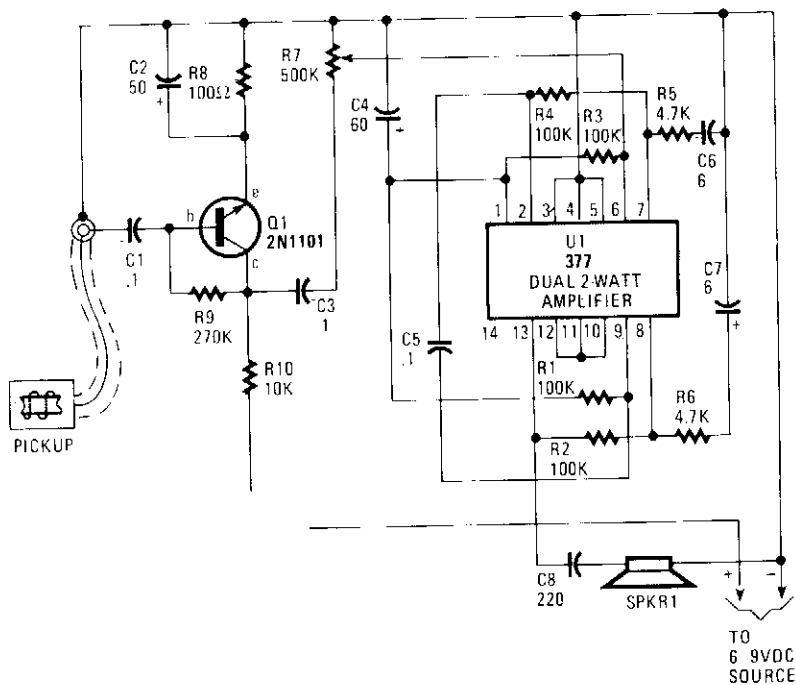 C2
50
+
R8
100Ω
R7
500K
C4
60
+
R4
100K
R3
100K
R5
4.7K
C6
6
e
b
c
Q1
2N1101
C1
.1
R9
270K
C3
1
R10
10K
PICKUP
1 2 3 4 5 6 7
U1
377
DUAL 2-WATT
AMPLIFIER
14 13 12 11 10 9 8
C7
6
+
C5
.1
R1
100K
R2
100K
R6
4.7K
C8
220
SPKR1
+ −
TO
6 9VDC
SOURCE